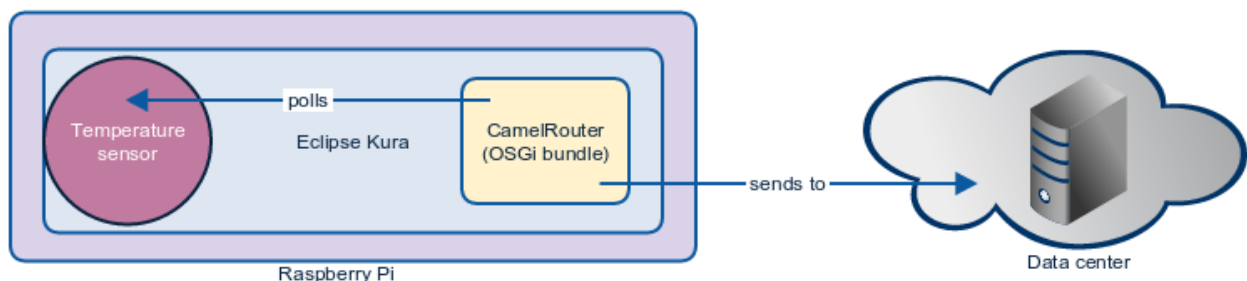 polls
Temperature
sensor
Eclipse Kura
CamelRouter
(OSGi bundle)
sends to
Raspberry Pi
Data center